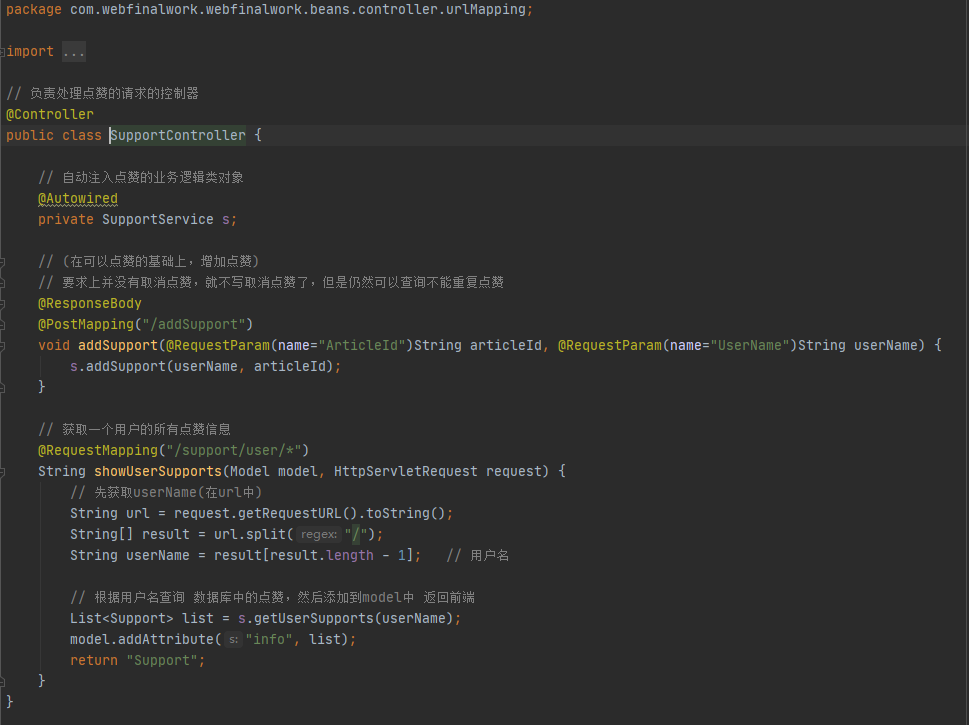 package com.webfinalwork.webfinalwork.beans.controller.urlMapping;
import ...
// 负责处理点赞的请求的控制器
@Controller
public class SupportController {
// 自动注入点赞的业务逻辑类对象
@Autowired
private SupportService s;
// (在可以点赞的基础上，增加点赞)
// 要求上并没有取消点赞，就不写取消点赞了，但是仍然可以查询不能重复点赞
@ResponseBody
@PostMapping("/addSupport")
void addSupport(@RequestParam(name="ArticleId")String articleId, @RequestParam(name="UserName")String userName) {
s.addSupport(userName, articleId);
}
// 获取一个用户的所有点赞信息
@RequestMapping("/support/user/*")
String showUserSupports(Model model, HttpServletRequest request) {
// 先获取userName(在url中)
String url = request.getRequestURL().toString();
String[] result = url.split( regex: "/");
String userName = result[result.length - 1];   // 用户名
// 根据用户名查询 数据库中的点赞，然后添加到model中 返回前端
List<Support> list = s.getUserSupports(userName);
model.addAttribute( s: "info", list);
return "Support";
}
}